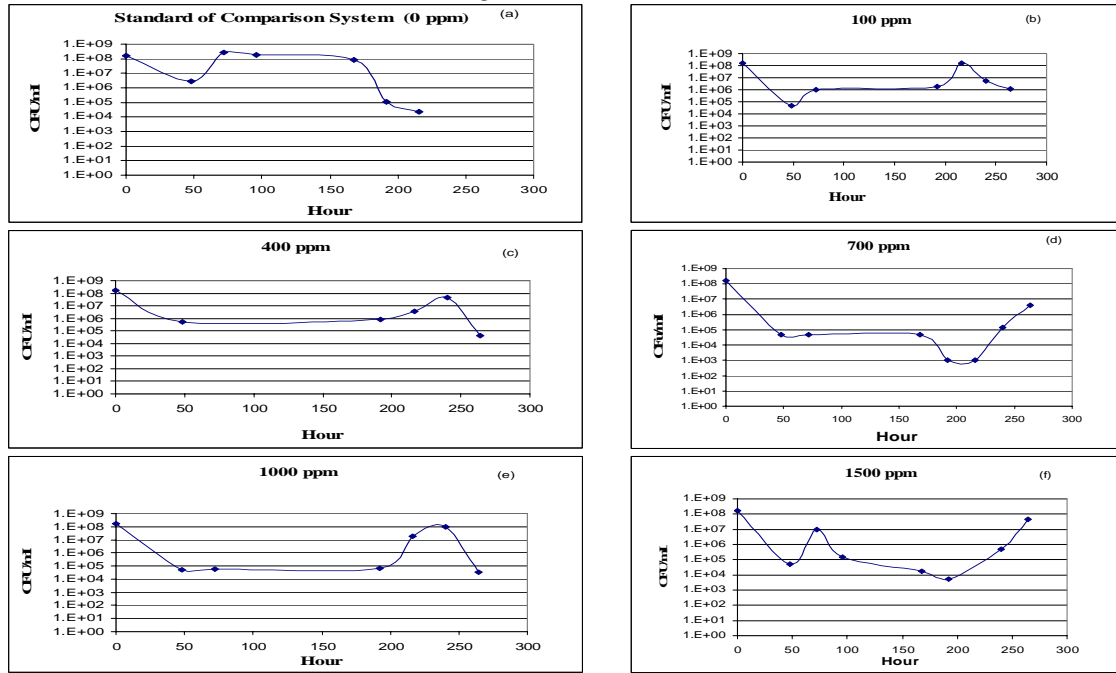 Standard of Comparison System (0 ppm) (a)
1.E+09
1.E+08
1.E+07
1.E+06
1.E+05
1.E+04
1.E+03
1.E+02
1.E+01
1.E+00
CFU/ml
0 50 100 150 200 250 300
Hour
100 ppm (b)
1.E+09
1.E+08
1.E+07
1.E+06
1.E+05
1.E+04
1.E+03
1.E+02
1.E+01
1.E+00
CFU/ml
0 50 100 150 200 250 300
Hour
400 ppm (c)
1.E+09
1.E+08
1.E+07
1.E+06
1.E+05
1.E+04
1.E+03
1.E+02
1.E+01
1.E+00
CFU/ml
0 50 100 150 200 250 300
Hour
700 ppm (d)
1.E+09
1.E+08
1.E+07
1.E+06
1.E+05
1.E+04
1.E+03
1.E+02
1.E+01
1.E+00
CFu/ml
0 50 100 150 200 250 300
Hour
1000 ppm (e)
1.E+09
1.E+08
1.E+07
1.E+06
1.E+05
1.E+04
1.E+03
1.E+02
1.E+01
1.E+00
CFU/ml
0 50 100 150 200 250 300
Hour
1500 ppm (f)
1.E+09
1.E+08
1.E+07
1.E+06
1.E+05
1.E+04
1.E+03
1.E+02
1.E+01
1.E+00
CFU/ml
0 50 100 150 200 250 300
Hour